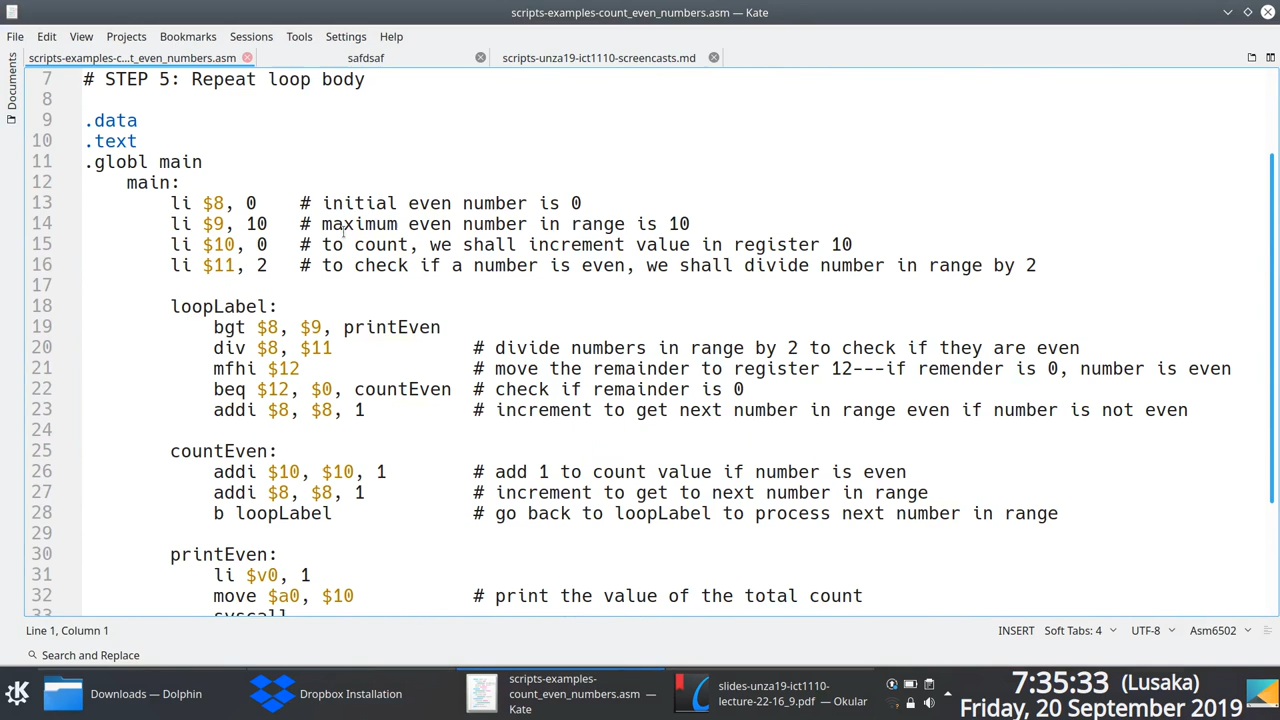 scripts-examples-count_even_numbers.asm — Kate
File Edit View Projects Bookmarks Sessions Tools Settings Help
scripts-examples-c...t_even_numbers.asm safdsaf scripts-unza19-ict1110-screencasts.md
Documents
7 # STEP 5: Repeat loop body
8
9 .data
10 .text
11 .globl main
12 main:
13 li $8, 0 # initial even number is 0
14 li $9, 10 # maximum even number in range is 10
15 li $10, 0 # to count, we shall increment value in register 10
16 li $11, 2 # to check if a number is even, we shall divide number in range by 2
17
18 loopLabel:
19 bgt $8, $9, printEven
20 div $8, $11 # divide numbers in range by 2 to check if they are even
21 mfhi $12 # move the remainder to register 12---if remender is 0, number is even
22 beq $12, $0, countEven # check if remainder is 0
23 addi $8, $8, 1 # increment to get next number in range even if number is not even
24
25 countEven:
26 addi $10, $10, 1 # add 1 to count value if number is even
27 addi $8, $8, 1 # increment to get to next number in range
28 b loopLabel # go back to loopLabel to process next number in range
29
30 printEven:
31 li $v0, 1
32 move $a0, $10 # print the value of the total count
33 syscall
Line 1, Column 1 INSERT Soft Tabs: 4 UTF-8 Asm6502
Search and Replace
Downloads — Dolphin
Dropbox Installation
scripts-examples-
count_even_numbers.asm —
Kate
slides-unza19-ict1110-
lecture-22-16_9.pdf — Okular
7:35:33 (Lusaka)
Friday, 20 September 2019